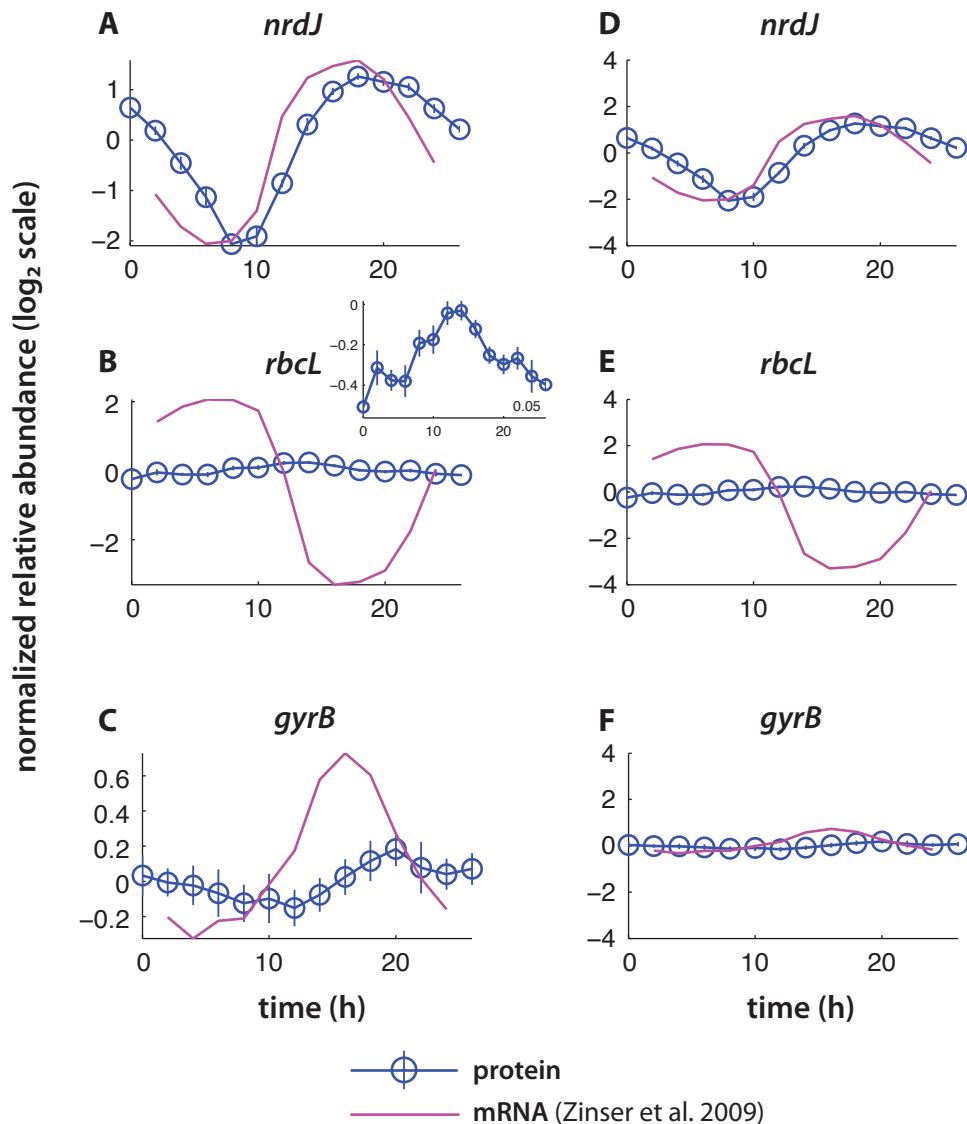 A nrdJ
1
0
−1
−2
0 10 20
D nrdJ
4
2
0
−2
−4
0 10 20
normalized relative abundance (log₂ scale)
B rbcL
2
0
−2
0 10 20
0
−0.2
−0.4
0.05
0 10 20
E rbcL
4
2
0
−2
−4
0 10 20
C gyrB
0.6
0.4
0.2
0
−0.2
0 10 20
time (h)
F gyrB
4
2
0
−2
−4
0 10 20
time (h)
protein
mRNA (Zinser et al. 2009)